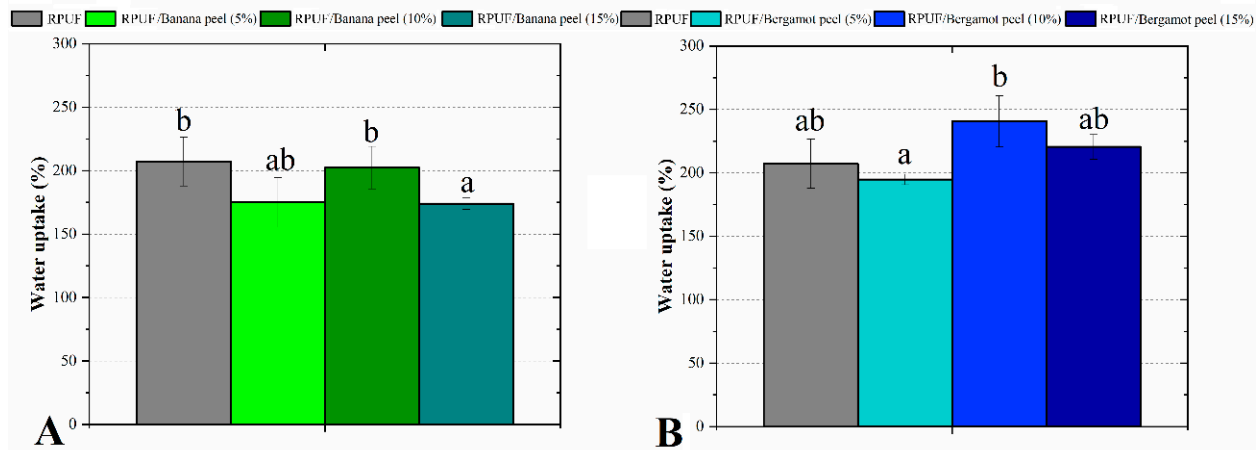 RPUF RPUF/Banana peel (5%) RPUF/Banana peel (10%) RPUF/Banana peel (15%)
300
250
200
150
100
50
0
Water uptake (%)
b
ab
b
a
A
RPUF RPUF/Bergamot peel (5%) RPUF/Bergamot peel (10%) RPUF/Bergamot peel (15%)
300
250
200
150
100
50
0
Water uptake (%)
ab
a
b
ab
B